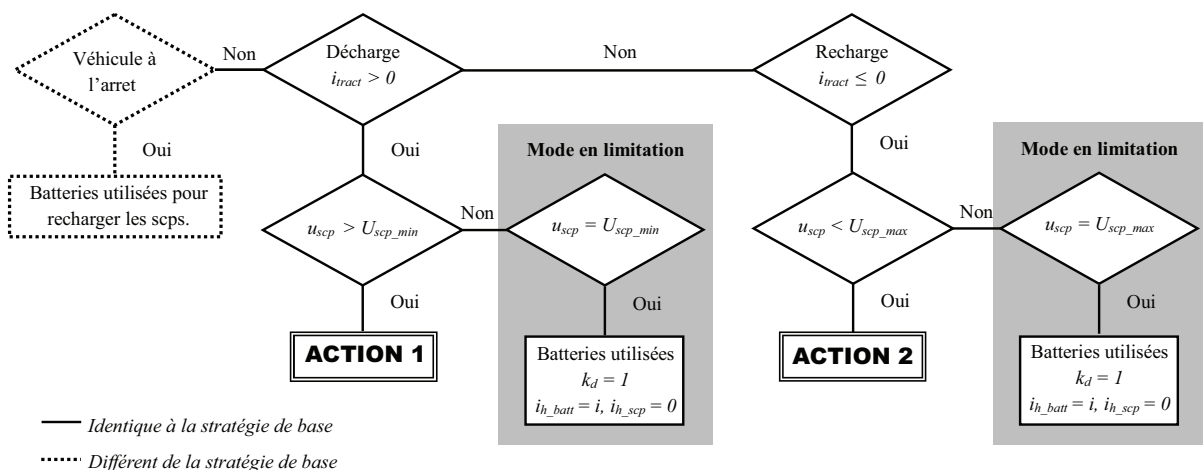 Véhicule à
l'arret
Non
Décharge
i_tract > 0
Non
Recharge
i_tract ≤ 0
Oui
Oui
Oui
Batteries utilisées pour
recharger les scps.
Mode en limitation
Mode en limitation
u_scp > U_scp_min
Non
u_scp = U_scp_min
u_scp < U_scp_max
Non
u_scp = U_scp_max
Oui
Oui
Oui
Oui
ACTION 1
Batteries utilisées
k_d = 1
i_h_batt = i, i_h_scp = 0
ACTION 2
Batteries utilisées
k_d = 1
i_h_batt = i, i_h_scp = 0
Identique à la stratégie de base
Différent de la stratégie de base